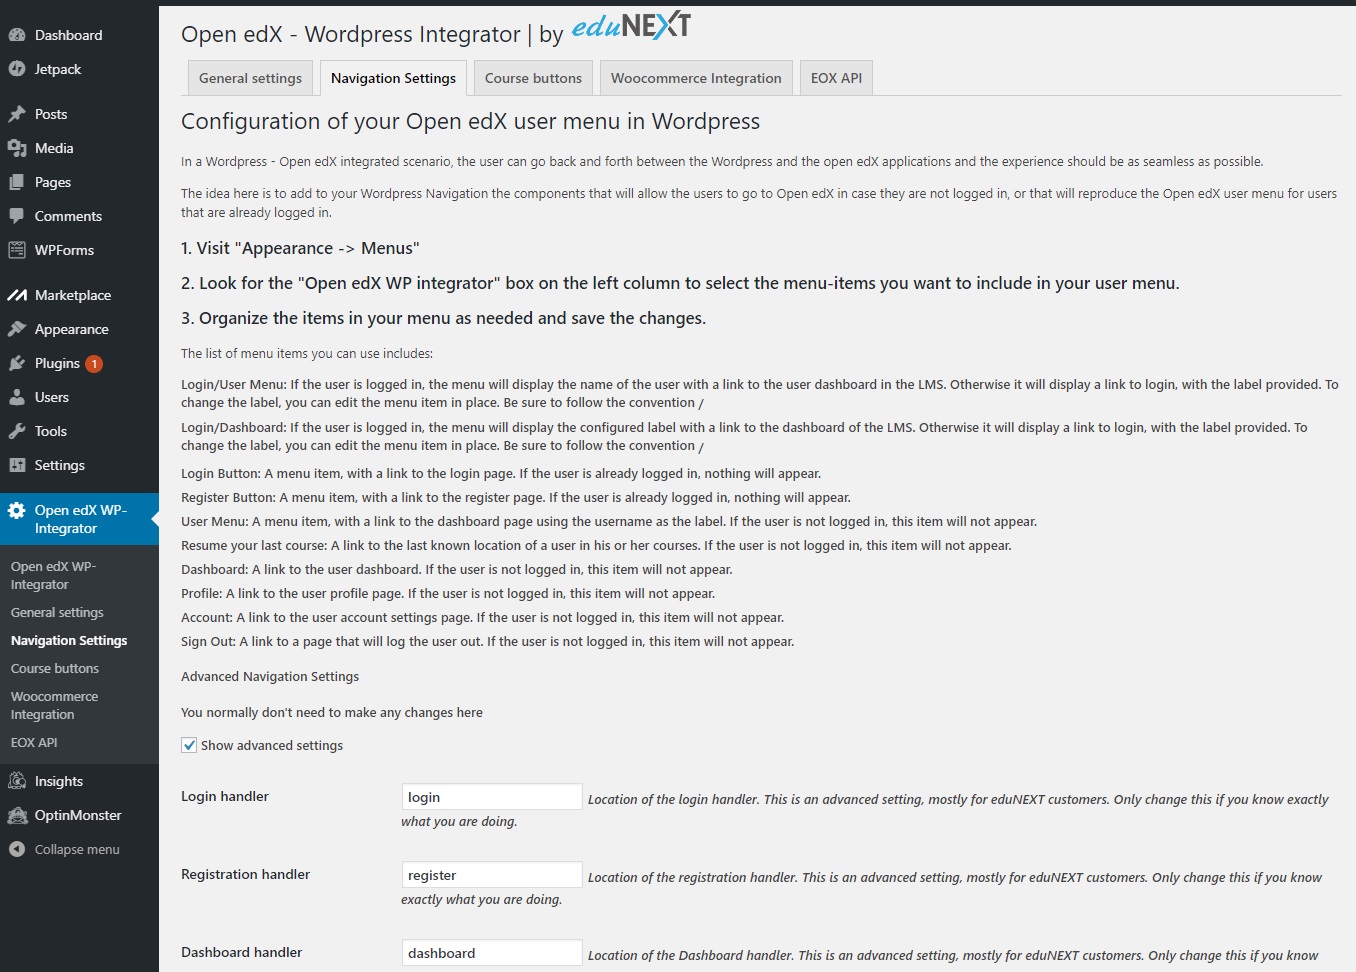 Dashboard
Jetpack
Posts
Media
Pages
Comments
WPForms
Marketplace
Appearance
Plugins 1
Users
Tools
Settings
Open edX WP-
Integrator
Open edX WP-
Integrator
General settings
Navigation Settings
Course buttons
Woocommerce
Integration
EOX API
Insights
OptinMonster
Collapse menu
Open edX - Wordpress Integrator | by eduNEXT
General settings
Navigation Settings
Course buttons
Woocommerce Integration
EOX API
Configuration of your Open edX user menu in Wordpress
In a Wordpress - Open edX integrated scenario, the user can go back and forth between the Wordpress and the open edX applications and the experience should be as seamless as possible.
The idea here is to add to your Wordpress Navigation the components that will allow the users to go to Open edX in case they are not logged in, or that will reproduce the Open edX user menu for users
that are already logged in.
1. Visit "Appearance -> Menus"
2. Look for the "Open edX WP integrator" box on the left column to select the menu-items you want to include in your user menu.
3. Organize the items in your menu as needed and save the changes.
The list of menu items you can use includes:
Login/User Menu: If the user is logged in, the menu will display the name of the user with a link to the user dashboard in the LMS. Otherwise it will display a link to login, with the label provided. To
change the label, you can edit the menu item in place. Be sure to follow the convention /
Login/Dashboard: If the user is logged in, the menu will display the configured label with a link to the dashboard of the LMS. Otherwise it will display a link to login, with the label provided. To
change the label, you can edit the menu item in place. Be sure to follow the convention /
Login Button: A menu item, with a link to the login page. If the user is already logged in, nothing will appear.
Register Button: A menu item, with a link to the register page. If the user is already logged in, nothing will appear.
User Menu: A menu item, with a link to the dashboard page using the username as the label. If the user is not logged in, this item will not appear.
Resume your last course: A link to the last known location of a user in his or her courses. If the user is not logged in, this item will not appear.
Dashboard: A link to the user dashboard. If the user is not logged in, this item will not appear.
Profile: A link to the user profile page. If the user is not logged in, this item will not appear.
Account: A link to the user account settings page. If the user is not logged in, this item will not appear.
Sign Out: A link to a page that will log the user out. If the user is not logged in, this item will not appear.
Advanced Navigation Settings
You normally don't need to make any changes here
Show advanced settings
Login handler
login
Location of the login handler. This is an advanced setting, mostly for eduNEXT customers. Only change this if you know exactly
what you are doing.
Registration handler
register
Location of the registration handler. This is an advanced setting, mostly for eduNEXT customers. Only change this if you know
exactly what you are doing.
Dashboard handler
dashboard
Location of the Dashboard handler. This is an advanced setting, mostly for eduNEXT customers. Only change this if you know